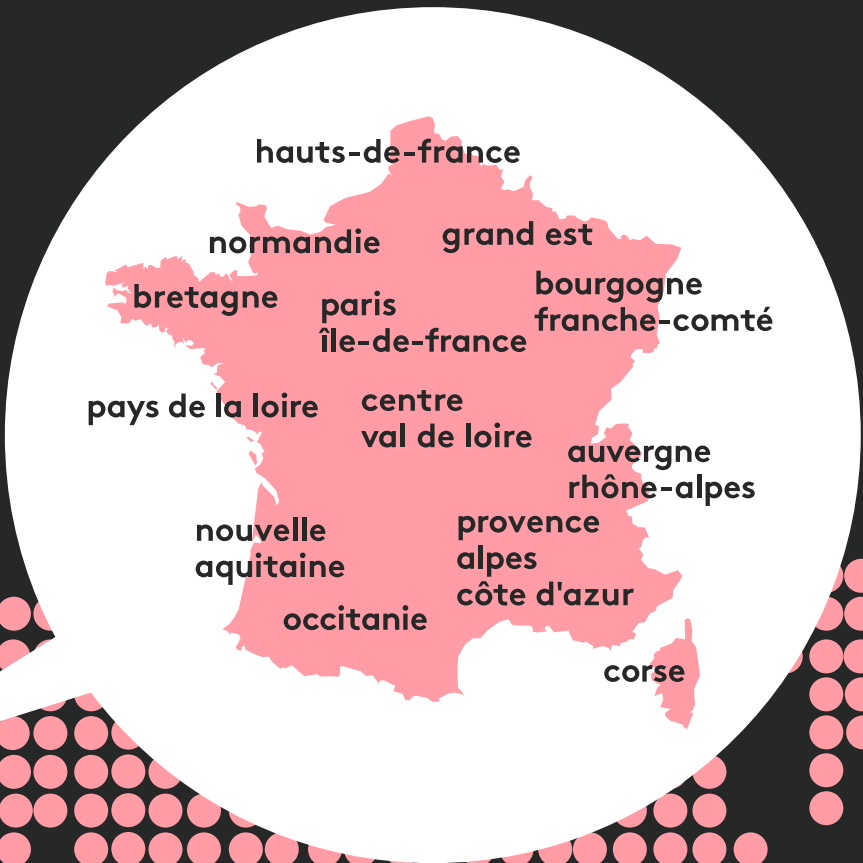 hauts-de-france
normandie
grand est
bretagne
paris
île-de-france
bourgogne
franche-comté
pays de la loire
centre
val de loire
auvergne
rhône-alpes
nouvelle
aquitaine
provence
alpes
côte d'azur
occitanie
corse